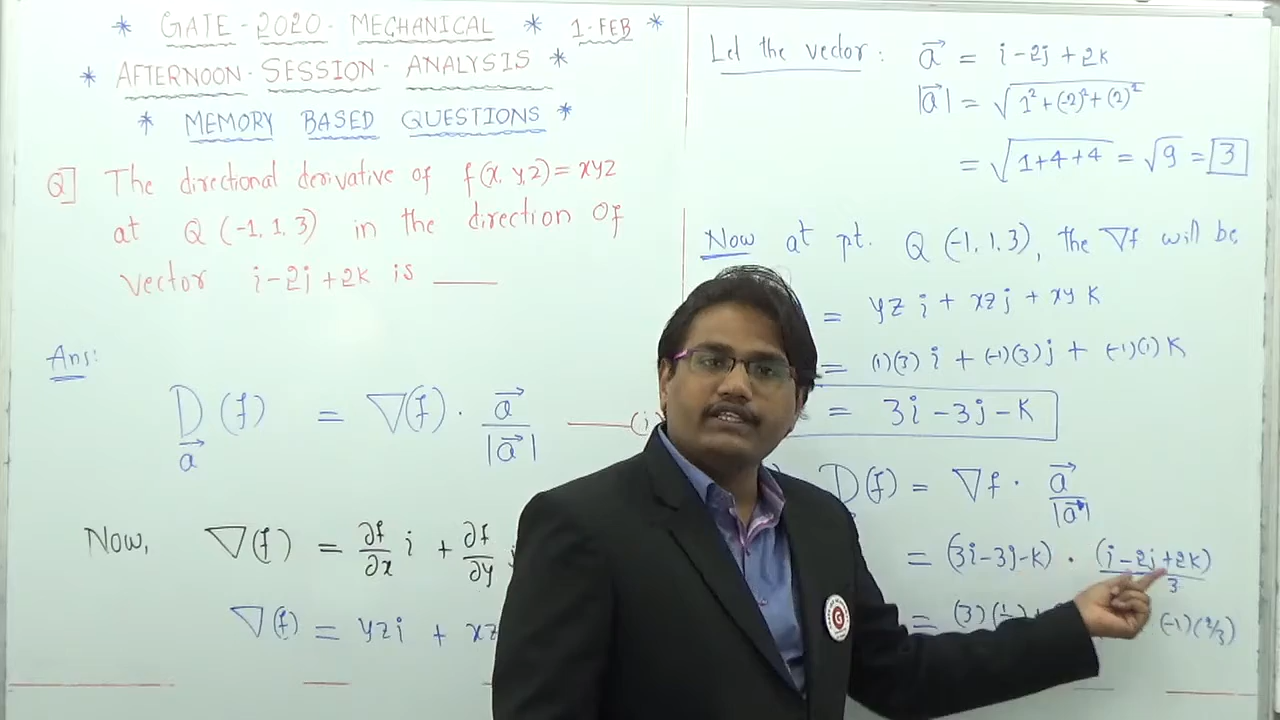 * GATE - 2020 - MECHANICAL * 1-FEB *
* AFTERNOON - SESSION - ANALYSIS *
* MEMORY BASED QUESTIONS *
Q] The directional derivative of f(x, y, z) = xyz
at Q (-1, 1, 3) in the direction Of
vector i-2j+2k is ____
Ans:
D_a⃗ (f) = ∇(f) · a⃗/|a⃗| —(i)
Now, ∇(f) = ∂f/∂x i + ∂f/∂y
∇(f) = yzi + xz
Let the vector: a⃗ = i-2j+2k
|a⃗| = √(1²+(-2)²+(2)²)
= √(1+4+4) = √9 = 3
Now at pt. Q (-1, 1, 3), the ∇f will be,
= yz i + xz j + xy k
= (1)(3) i + (-1)(3) j + (-1)(1) k
= 3i -3j -k
D(f) = ∇f · a⃗/|a⃗|
= (3i-3j-k) · (i-2j+2k)/3
= (3)(1/3) + (-1)(2/3)
G